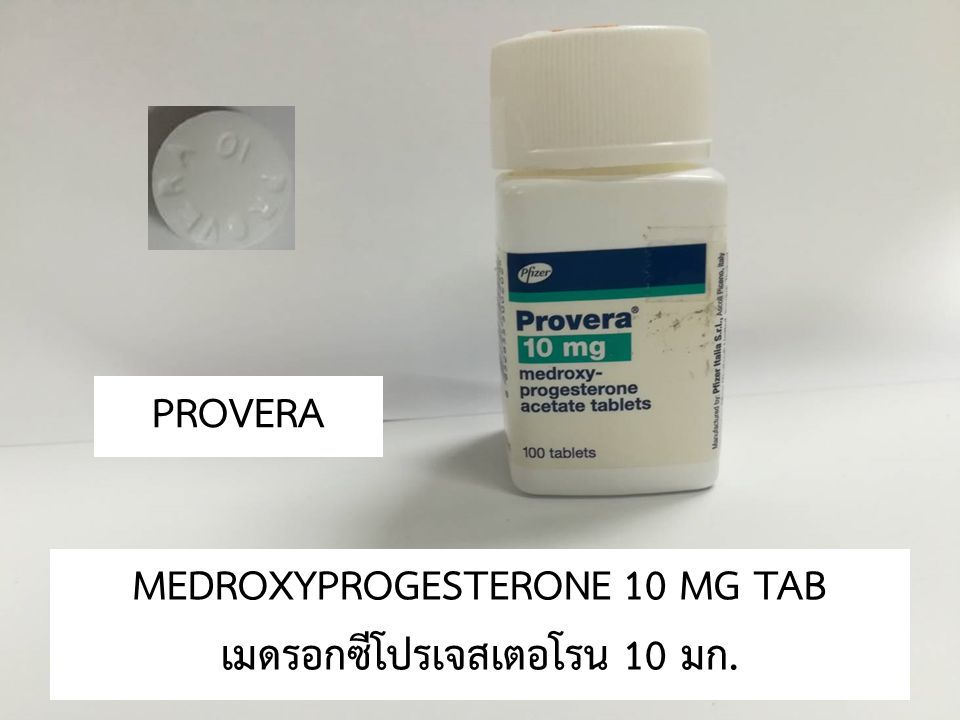 PROVERA 10
Pfizer
Provera®
10 mg
medroxy-
progesterone
acetate tablets
100 tablets
Manufactured by: Pfizer Italia S.r.l., Ascoli Piceno, Italy
PROVERA
MEDROXYPROGESTERONE 10 MG TAB
เมดรอกซีโปรเจสเตอโรน 10 มก.